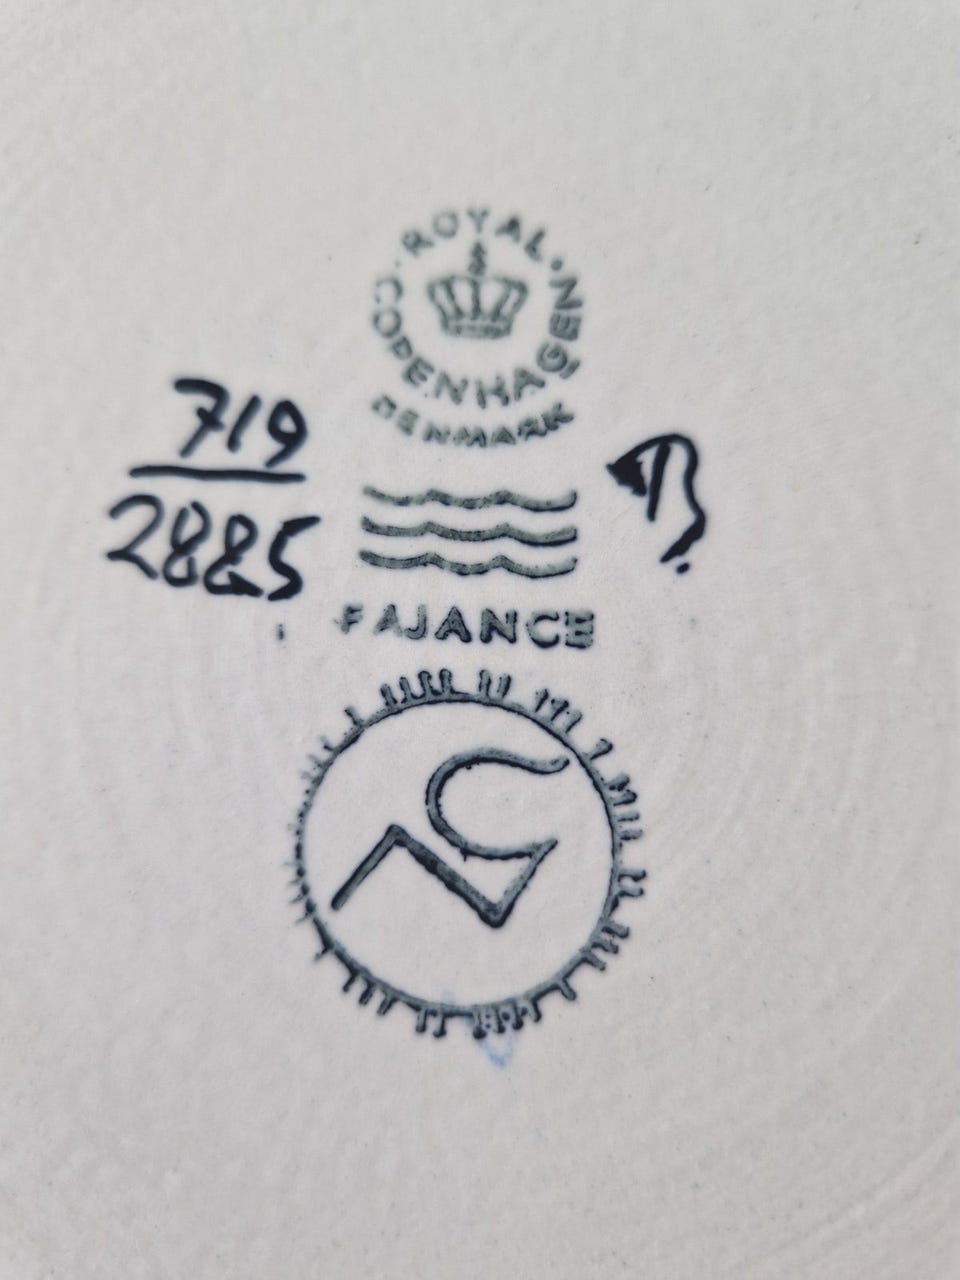 ROYAL
COPENHAGEN
DENMARK
719
2885
FAJANCE